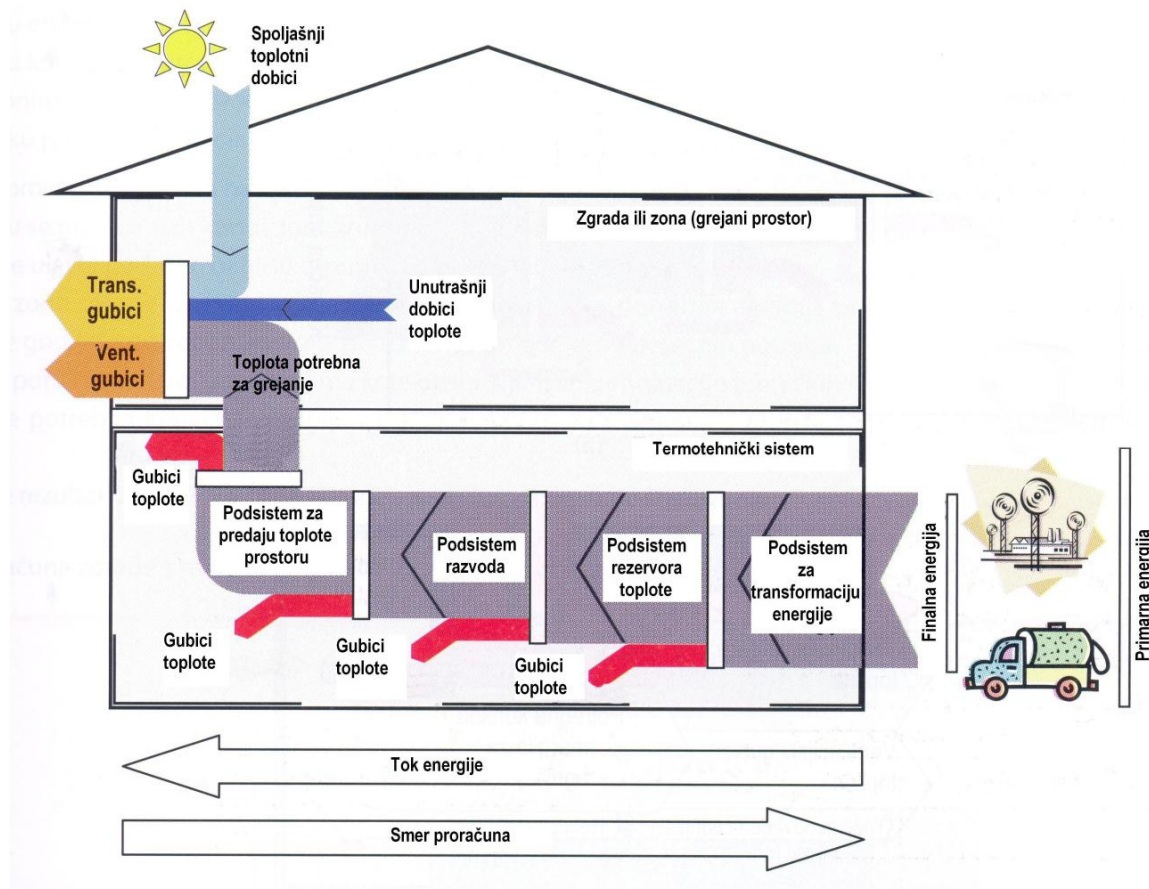 Spoljašnji
toplotni
dobici
Zgrada ili zona (grejani prostor)
Trans.
gubici
Unutrašnji
dobici
toplote
Vent.
gubici
Toplota potrebna
za grejanje
Termotehnički sistem
Gubici
toplote
Podsistem za
predaju toplote
prostoru
Podsistem
razvoda
Podsistem
rezervora
toplote
Podsistem
za
transformaciju
energije
Finalna energija
Primarna energija
Gubici
toplote
Gubici
toplote
Gubici
toplote
Tok energije
Smer proračuna